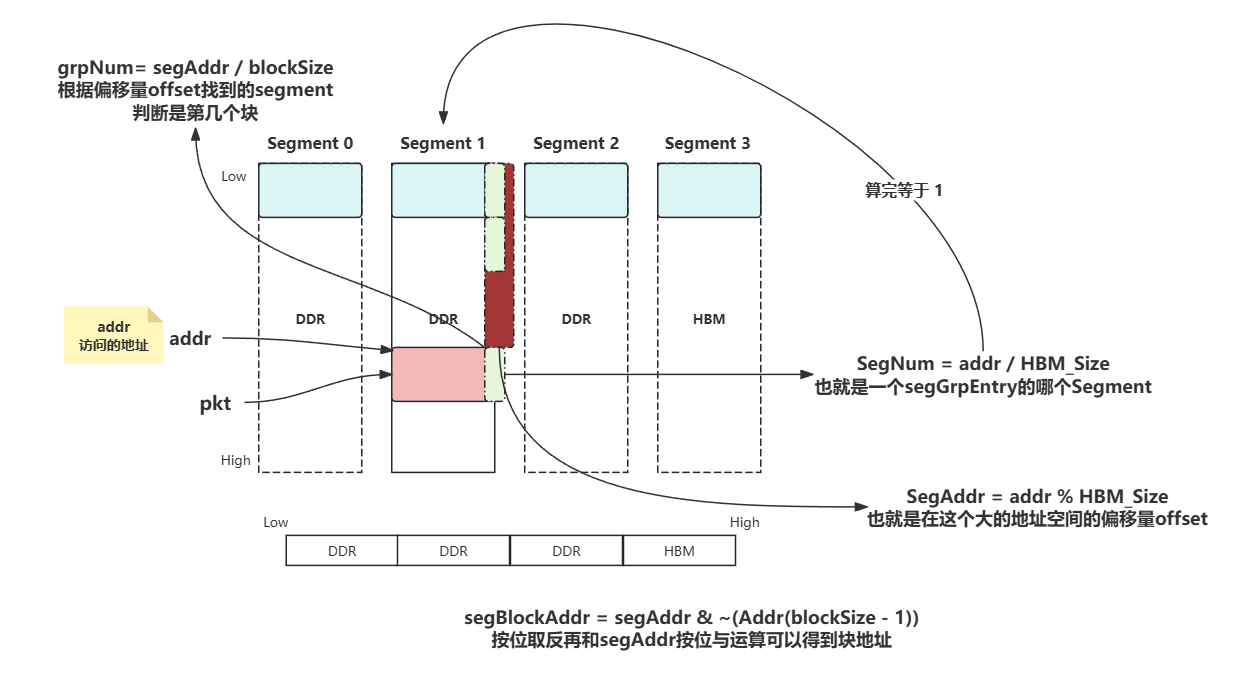 grpNum= segAddr / blockSize
根据偏移量offset找到的segment
判断是第几个块
Segment 0
Segment 1
Segment 2
Segment 3
Low
算完等于 1
DDR
DDR
DDR
HBM
addr
访问的地址
addr
SegNum = addr / HBM_Size
也就是一个segGrpEntry的哪个Segment
pkt
High
SegAddr = addr % HBM_Size
也就是在这个大的地址空间的偏移量offset
Low
High
DDR
DDR
DDR
HBM
segBlockAddr = segAddr & ~(Addr(blockSize - 1))
按位取反再和segAddr按位与运算可以得到块地址